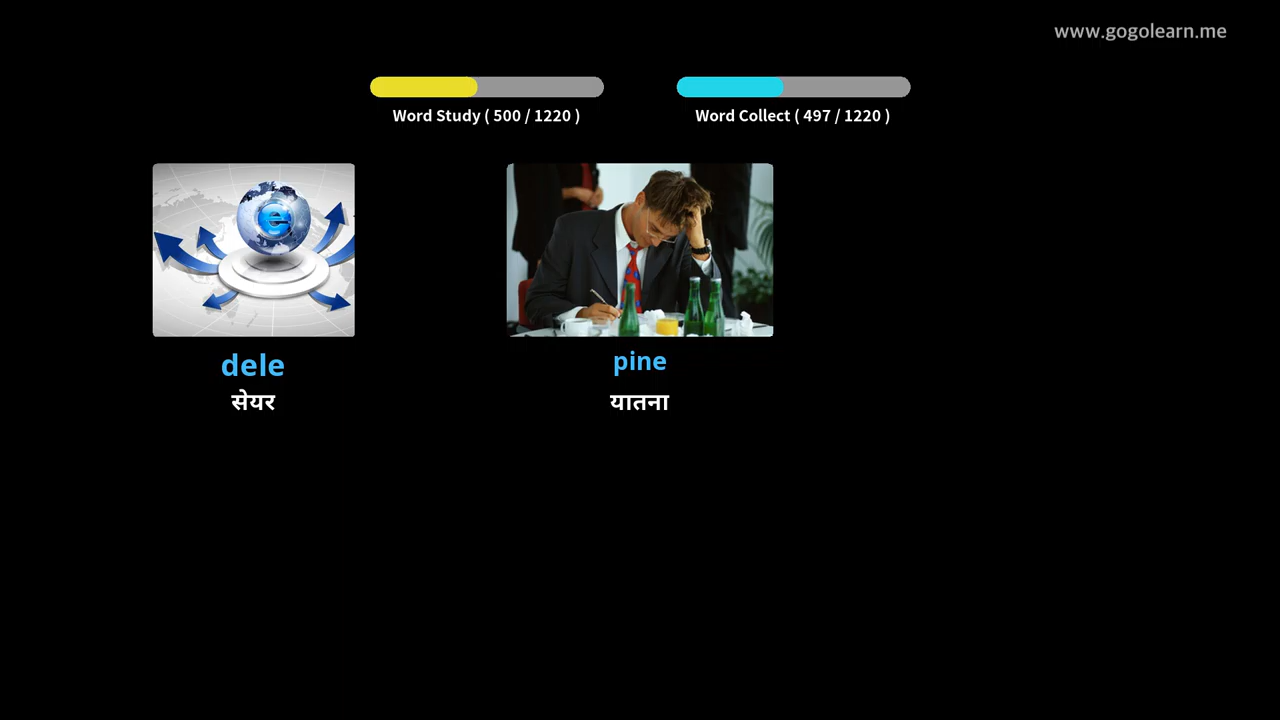 www.gogolearn.me
Word Study ( 500 / 1220 )
Word Collect ( 497 / 1220 )
e
dele
सेयर
pine
यातना